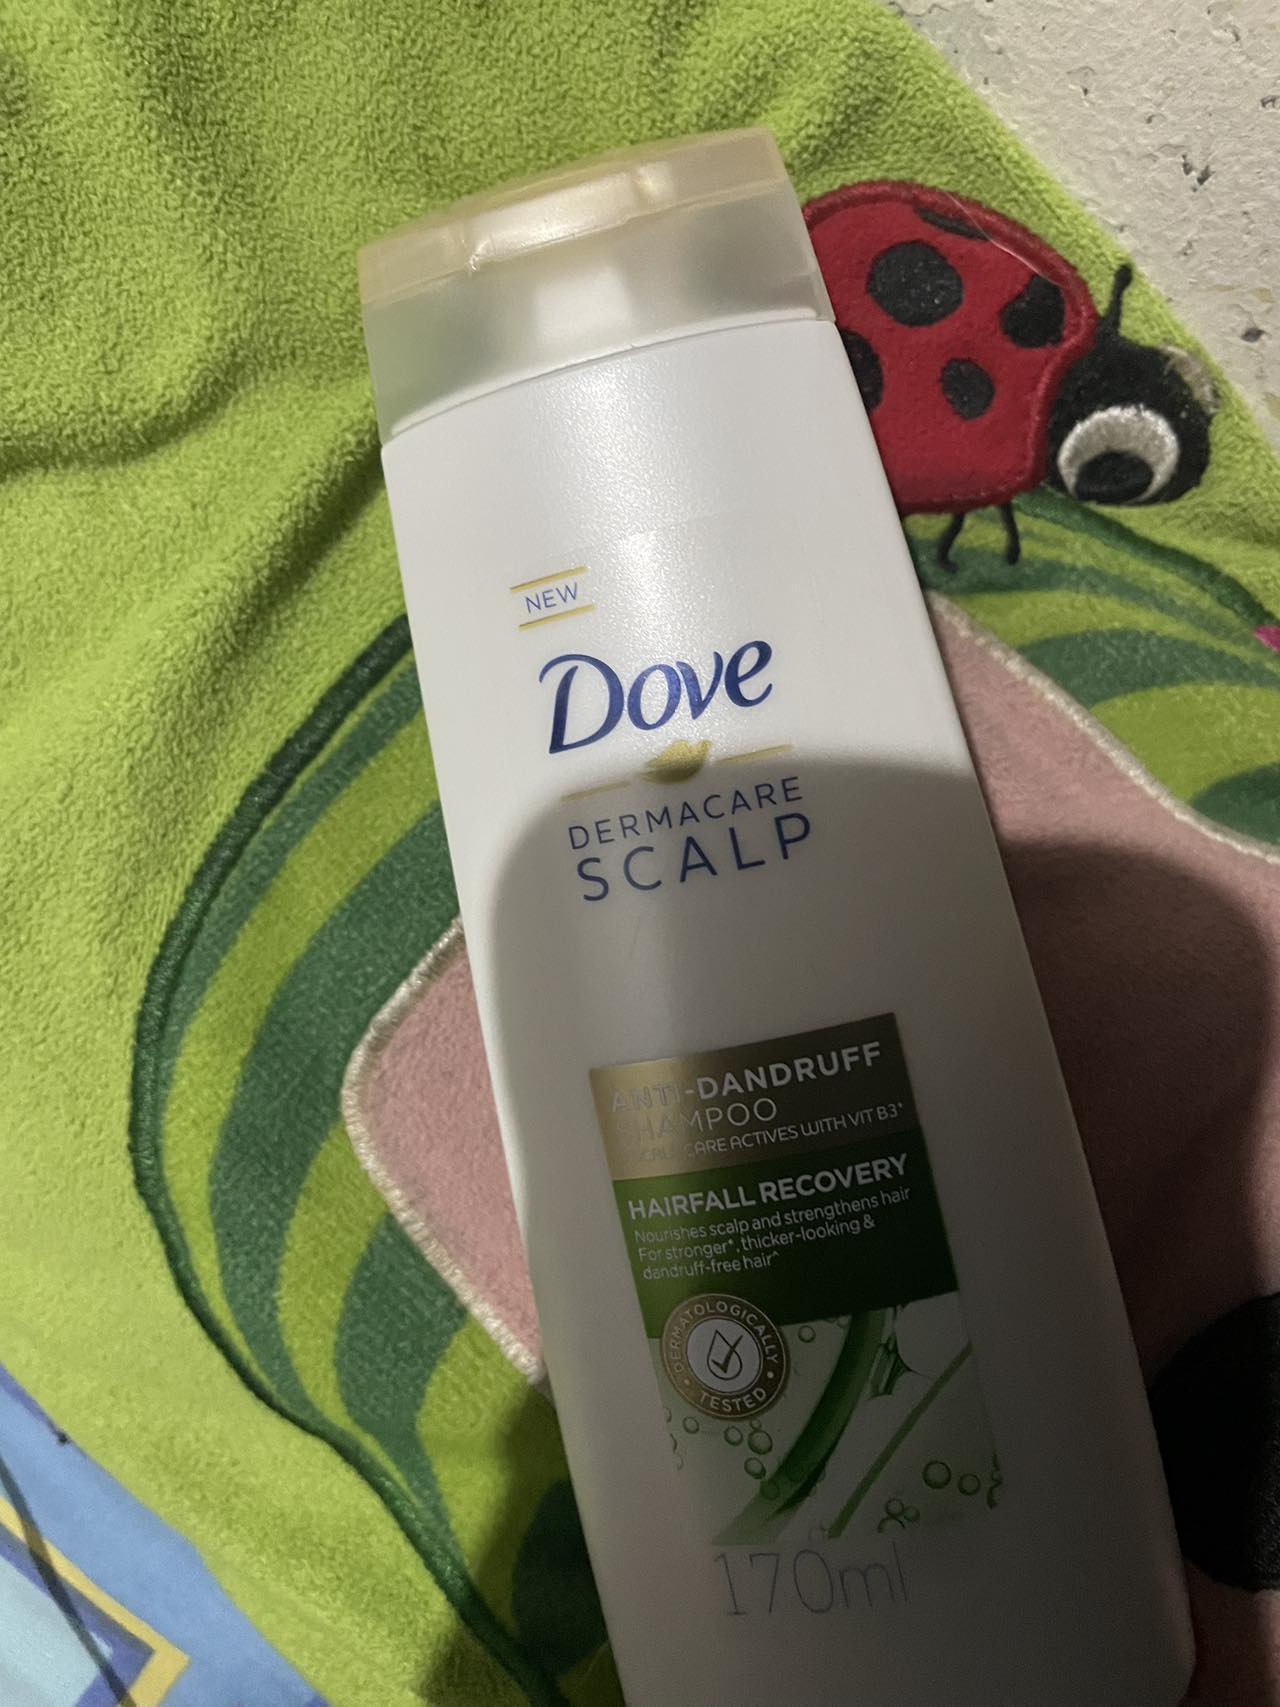 NEW
Dove
DERMACARE
SCALP
ANTI-DANDRUFF
SHAMPOO
CARE ACTIVES WITH VIT B3*
HAIRFALL RECOVERY
Nourishes scalp and strengthens hair
For stronger*, thicker-looking &
dandruff-free hair^
DERMATOLOGICALLY
TESTED
170ml